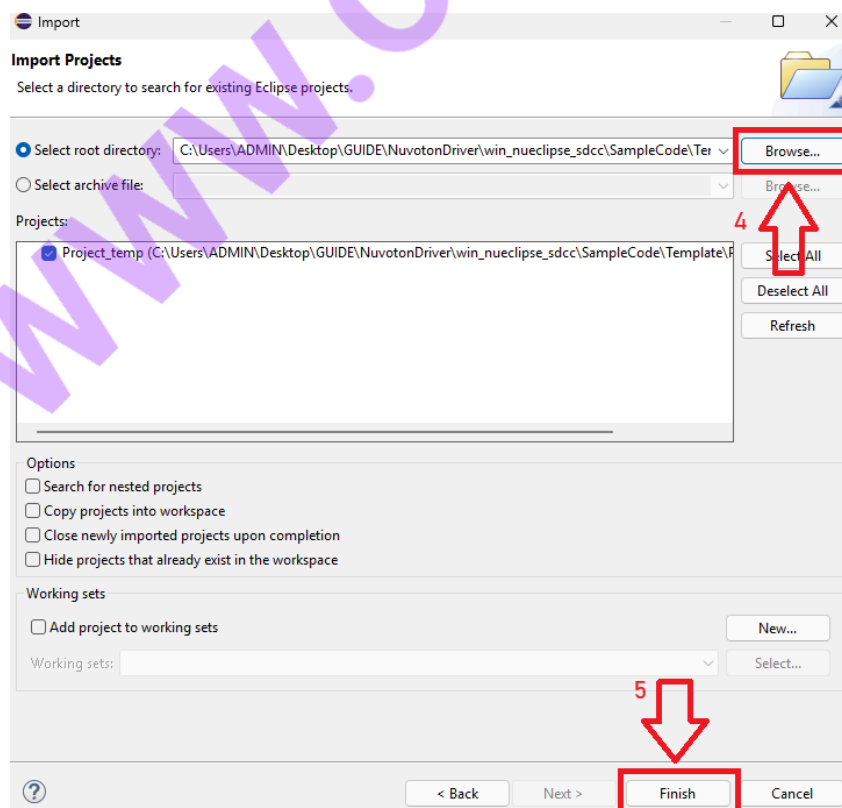 Import
Import Projects
Select a directory to search for existing Eclipse projects.
Select root directory: C:\Users\ADMIN\Desktop\GUIDE\NuvotonDriver\win_nueclipse_sdcc\SampleCode\Ter Browse...
Select archive file: Browse...
4
Projects:
Project_temp (C:\Users\ADMIN\Desktop\GUIDE\NuvotonDriver\win_nueclipse_sdcc\SampleCode\Template\P
Select All
Deselect All
Refresh
Options
Search for nested projects
Copy projects into workspace
Close newly imported projects upon completion
Hide projects that already exist in the workspace
Working sets
Add project to working sets New...
Working sets: Select...
5
? < Back Next > Finish Cancel
www.